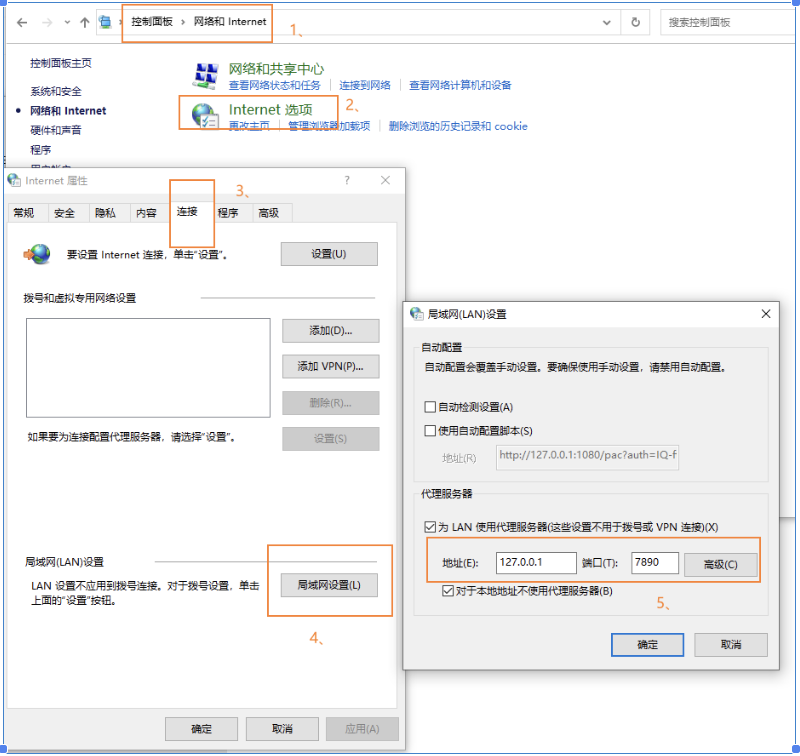 控制面板 › 网络和 Internet
搜索控制面板
1、
控制面板主页
系统和安全
网络和 Internet
硬件和声音
程序
网络和共享中心
查看网络状态和任务 | 连接到网络 | 查看网络计算机和设备
Internet 选项
2、
更改主页 | 管理浏览器加载项 | 删除浏览的历史记录和 cookie
Internet 属性
?
3、
常规 安全 隐私 内容 连接 程序 高级
要设置 Internet 连接，单击“设置”。
设置(U)
拨号和虚拟专用网络设置
添加(D)...
添加 VPN(P)...
删除(R)...
如果要为连接配置代理服务器，请选择“设置”。
设置(S)
局域网(LAN)设置
LAN 设置不应用到拨号连接。对于拨号设置，单击
上面的“设置”按钮。
局域网设置(L)
4、
确定 取消 应用(A)
局域网(LAN)设置
自动配置
自动配置会覆盖手动设置。要确保使用手动设置，请禁用自动配置。
自动检测设置(A)
使用自动配置脚本(S)
地址(R) http://127.0.0.1:1080/pac?auth=IQ-f
代理服务器
为 LAN 使用代理服务器(这些设置不用于拨号或 VPN 连接)(X)
地址(E): 127.0.0.1 端口(T): 7890 高级(C)
对于本地地址不使用代理服务器(B)
5、
确定 取消